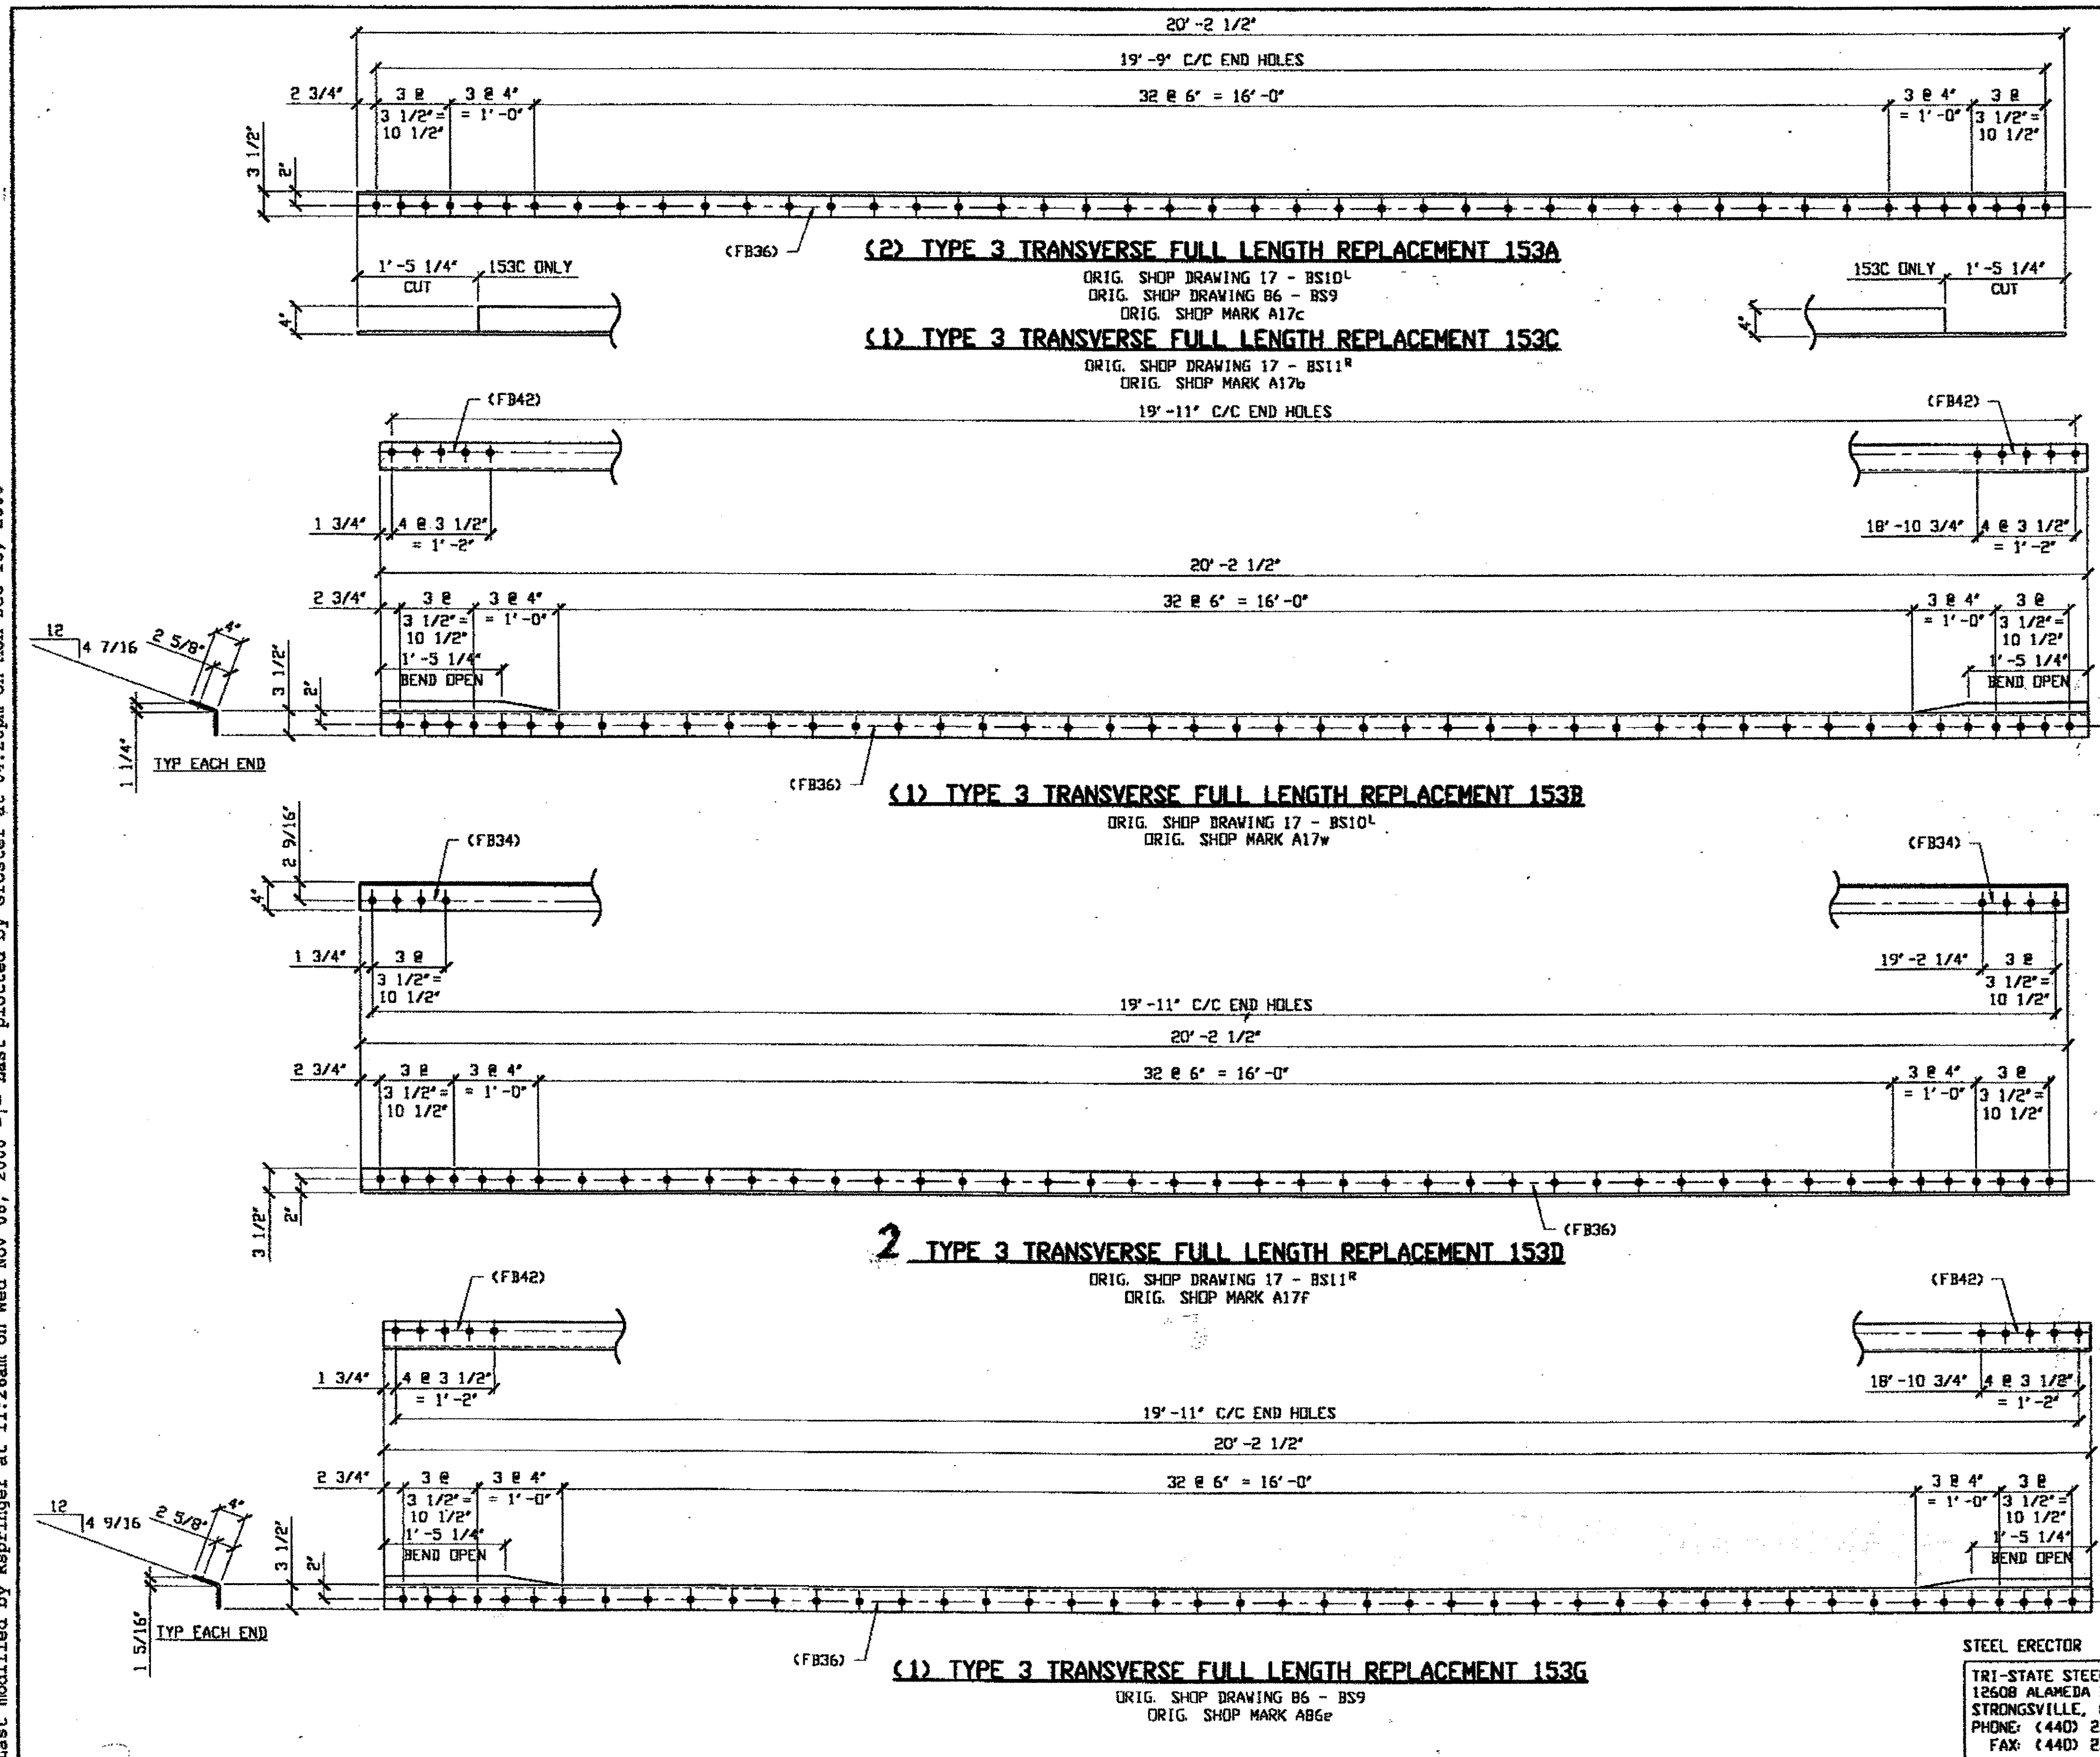 20'-2 1/2"
19'-9" C/C END HOLES
2 3/4"
3 @
3 1/2"=
10 1/2"
3 @ 4"
= 1'-0"
32 @ 6" = 16'-0"
3 @ 4"
= 1'-0"
3 @
3 1/2"=
10 1/2"
3 1/2"
2"
(FB36)
(2) TYPE 3 TRANSVERSE FULL LENGTH REPLACEMENT 153A
ORIG. SHOP DRAWING 17 - BS10L
ORIG. SHOP DRAWING 86 - BS9
ORIG. SHOP MARK A17c
1'-5 1/4"
CUT
153C ONLY
4"
153C ONLY
1'-5 1/4"
CUT
4"
(1) TYPE 3 TRANSVERSE FULL LENGTH REPLACEMENT 153C
ORIG. SHOP DRAWING 17 - BS11R
ORIG. SHOP MARK A17b
(FB42)
19'-11" C/C END HOLES
(FB42)
1 3/4"
4 @ 3 1/2"
= 1'-2"
18'-10 3/4"
4 @ 3 1/2"
= 1'-2"
20'-2 1/2"
2 3/4"
3 @
3 1/2"=
10 1/2"
3 @ 4"
= 1'-0"
32 @ 6" = 16'-0"
3 @ 4"
= 1'-0"
3 @
3 1/2"=
10 1/2"
1'-5 1/4"
BEND OPEN
1'-5 1/4"
BEND OPEN
12
4 7/16
2 5/8"
4"
3 1/2"
2"
1 1/4"
TYP EACH END
(FB36)
(1) TYPE 3 TRANSVERSE FULL LENGTH REPLACEMENT 153B
ORIG. SHOP DRAWING 17 - BS10L
ORIG. SHOP MARK A17w
2 9/16"
4"
(FB34)
(FB34)
1 3/4"
3 @
3 1/2"=
10 1/2"
19'-2 1/4"
3 @
3 1/2"=
10 1/2"
19'-11" C/C END HOLES
20'-2 1/2"
2 3/4"
3 @
3 1/2"=
10 1/2"
3 @ 4"
= 1'-0"
32 @ 6" = 16'-0"
3 @ 4"
= 1'-0"
3 @
3 1/2"=
10 1/2"
3 1/2"
2"
(FB36)
2 TYPE 3 TRANSVERSE FULL LENGTH REPLACEMENT 153D
ORIG. SHOP DRAWING 17 - BS11R
ORIG. SHOP MARK A17f
(FB42)
(FB42)
1 3/4"
4 @ 3 1/2"
= 1'-2"
18'-10 3/4"
4 @ 3 1/2"
= 1'-2"
19'-11" C/C END HOLES
20'-2 1/2"
2 3/4"
3 @
3 1/2"=
10 1/2"
3 @ 4"
= 1'-0"
32 @ 6" = 16'-0"
3 @ 4"
= 1'-0"
3 @
3 1/2"=
10 1/2"
1'-5 1/4"
BEND OPEN
1'-5 1/4"
BEND OPEN
12
4 9/16
2 5/8"
4"
3 1/2"
2"
1 5/16"
TYP EACH END
(FB36)
(1) TYPE 3 TRANSVERSE FULL LENGTH REPLACEMENT 153G
ORIG. SHOP DRAWING 86 - BS9
ORIG. SHOP MARK A86e
STEEL ERECTOR
TRI-STATE STEE
12608 ALAMEDA
STRONGSVILLE,
PHONE: (440) 2
FAX: (440) 2